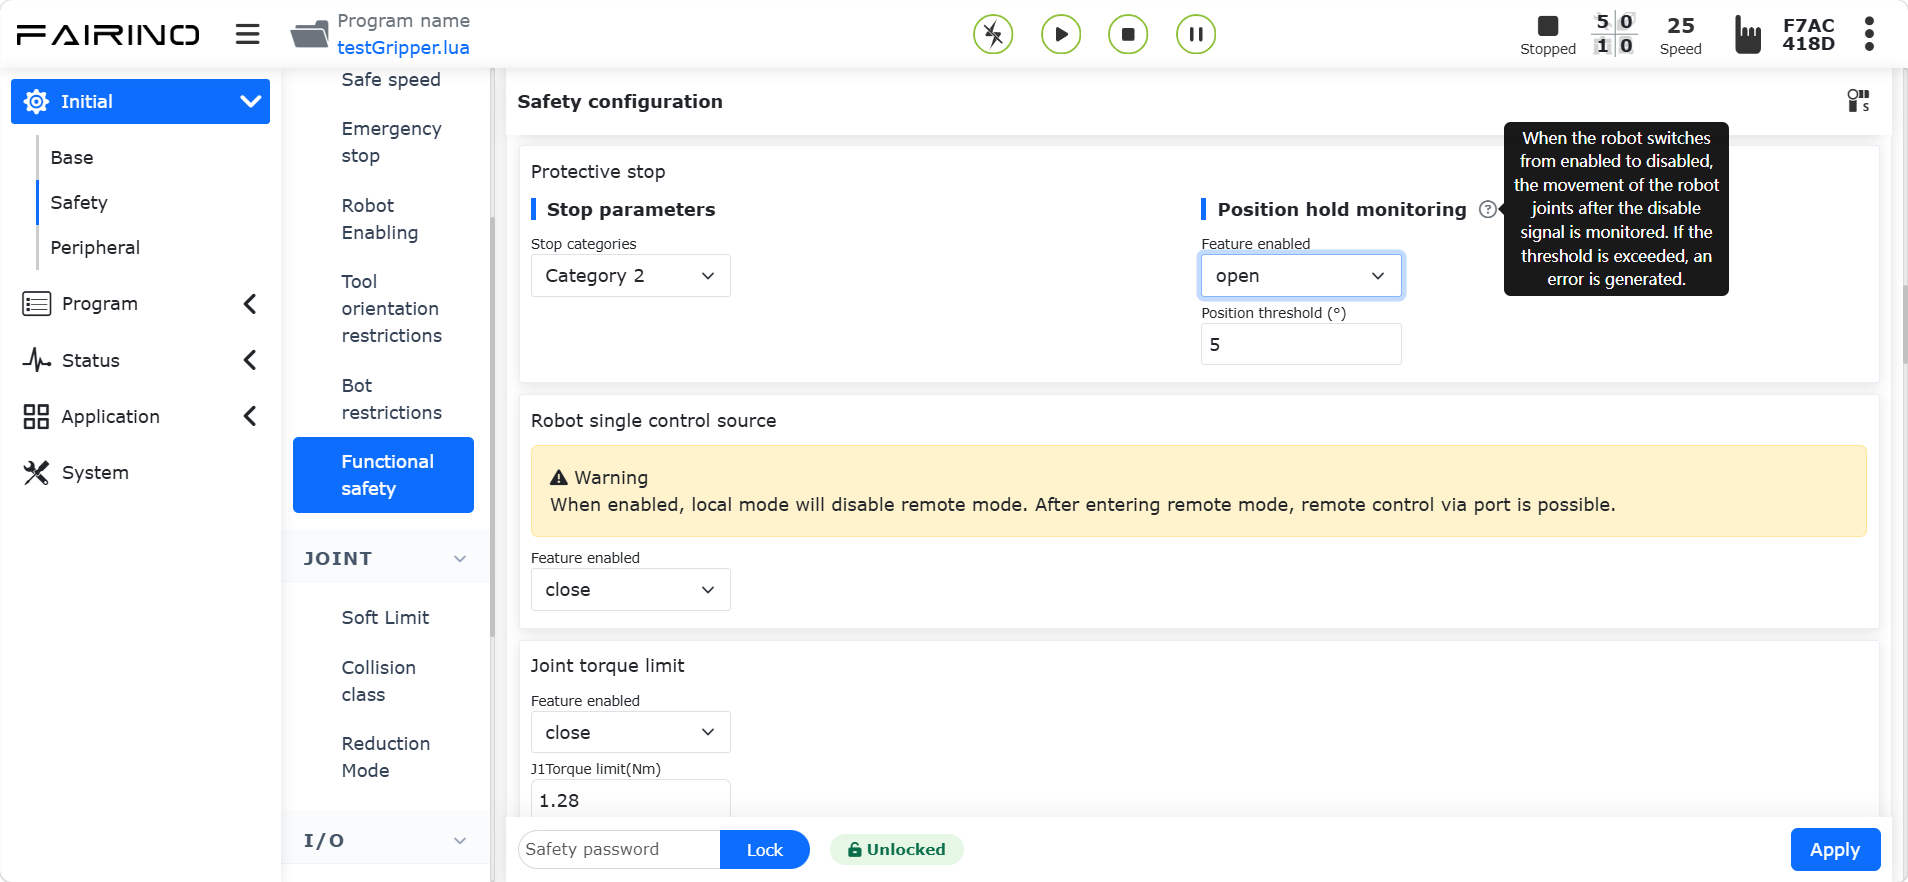 FAIRINO
Program name
testGripper.lua
Stopped
5 0
1 0
25
Speed
F7AC
418D
Initial
Base
Safety
Peripheral
Program
Status
Application
System
Safe speed
Emergency
stop
Robot
Enabling
Tool
orientation
restrictions
Bot
restrictions
Functional
safety
JOINT
Soft Limit
Collision
class
Reduction
Mode
I/O
Safety configuration
S
Protective stop
Stop parameters
Stop categories
Category 2
Position hold monitoring
Feature enabled
open
Position threshold (°)
5
When the robot switches
from enabled to disabled,
the movement of the robot
joints after the disable
signal is monitored. If the
threshold is exceeded, an
error is generated.
Robot single control source
Warning
When enabled, local mode will disable remote mode. After entering remote mode, remote control via port is possible.
Feature enabled
close
Joint torque limit
Feature enabled
close
J1Torque limit(Nm)
1.28
Safety password
Lock
Unlocked
Apply